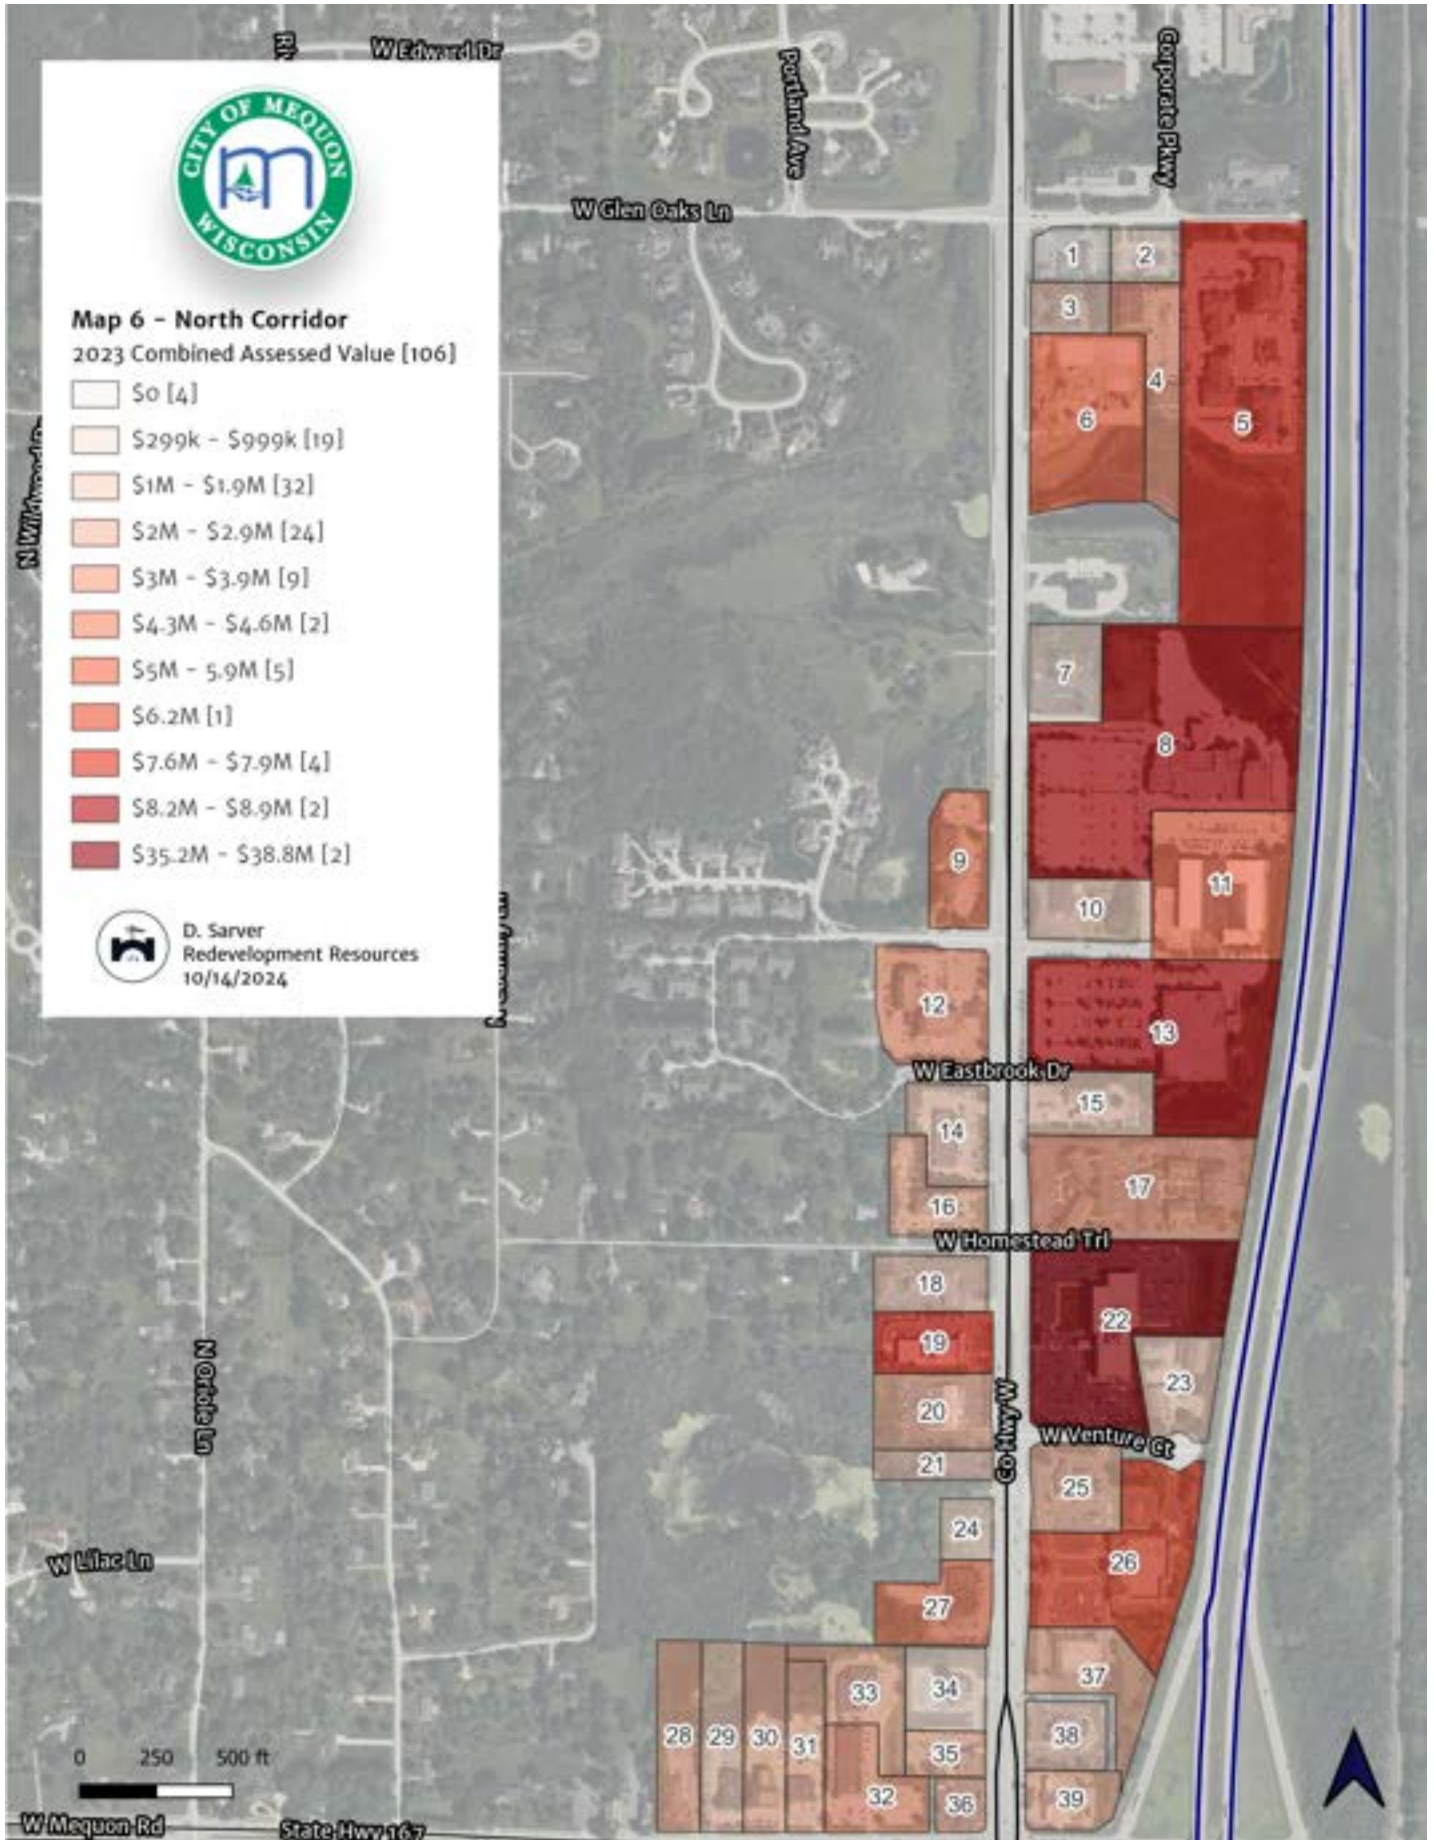 W Edward Dr
Portland Ave
Corporate Pkwy
CITY OF MEQUON
WISCONSIN
W Glen Oaks Ln
Map 6 - North Corridor
2023 Combined Assessed Value [106]
$0 [4]
$299k - $999k [19]
$1M - $1.9M [32]
$2M - $2.9M [24]
$3M - $3.9M [9]
$4.3M - $4.6M [2]
$5M - 5.9M [5]
$6.2M [1]
$7.6M - $7.9M [4]
$8.2M - $8.9M [2]
$35.2M - $38.8M [2]
D. Sarver
Redevelopment Resources
10/14/2024
1
2
3
4
5
6
7
8
9
10
11
12
13
W Eastbrook Dr
14
15
16
17
W Homestead Trl
18
19
20
21
22
23
N Oriole Ln
Co Hwy W
W Venture Ct
24
25
26
27
W Lilac Ln
28
29
30
31
32
33
34
35
36
37
38
39
0 250 500 ft
W Mequon Rd
State Hwy 167